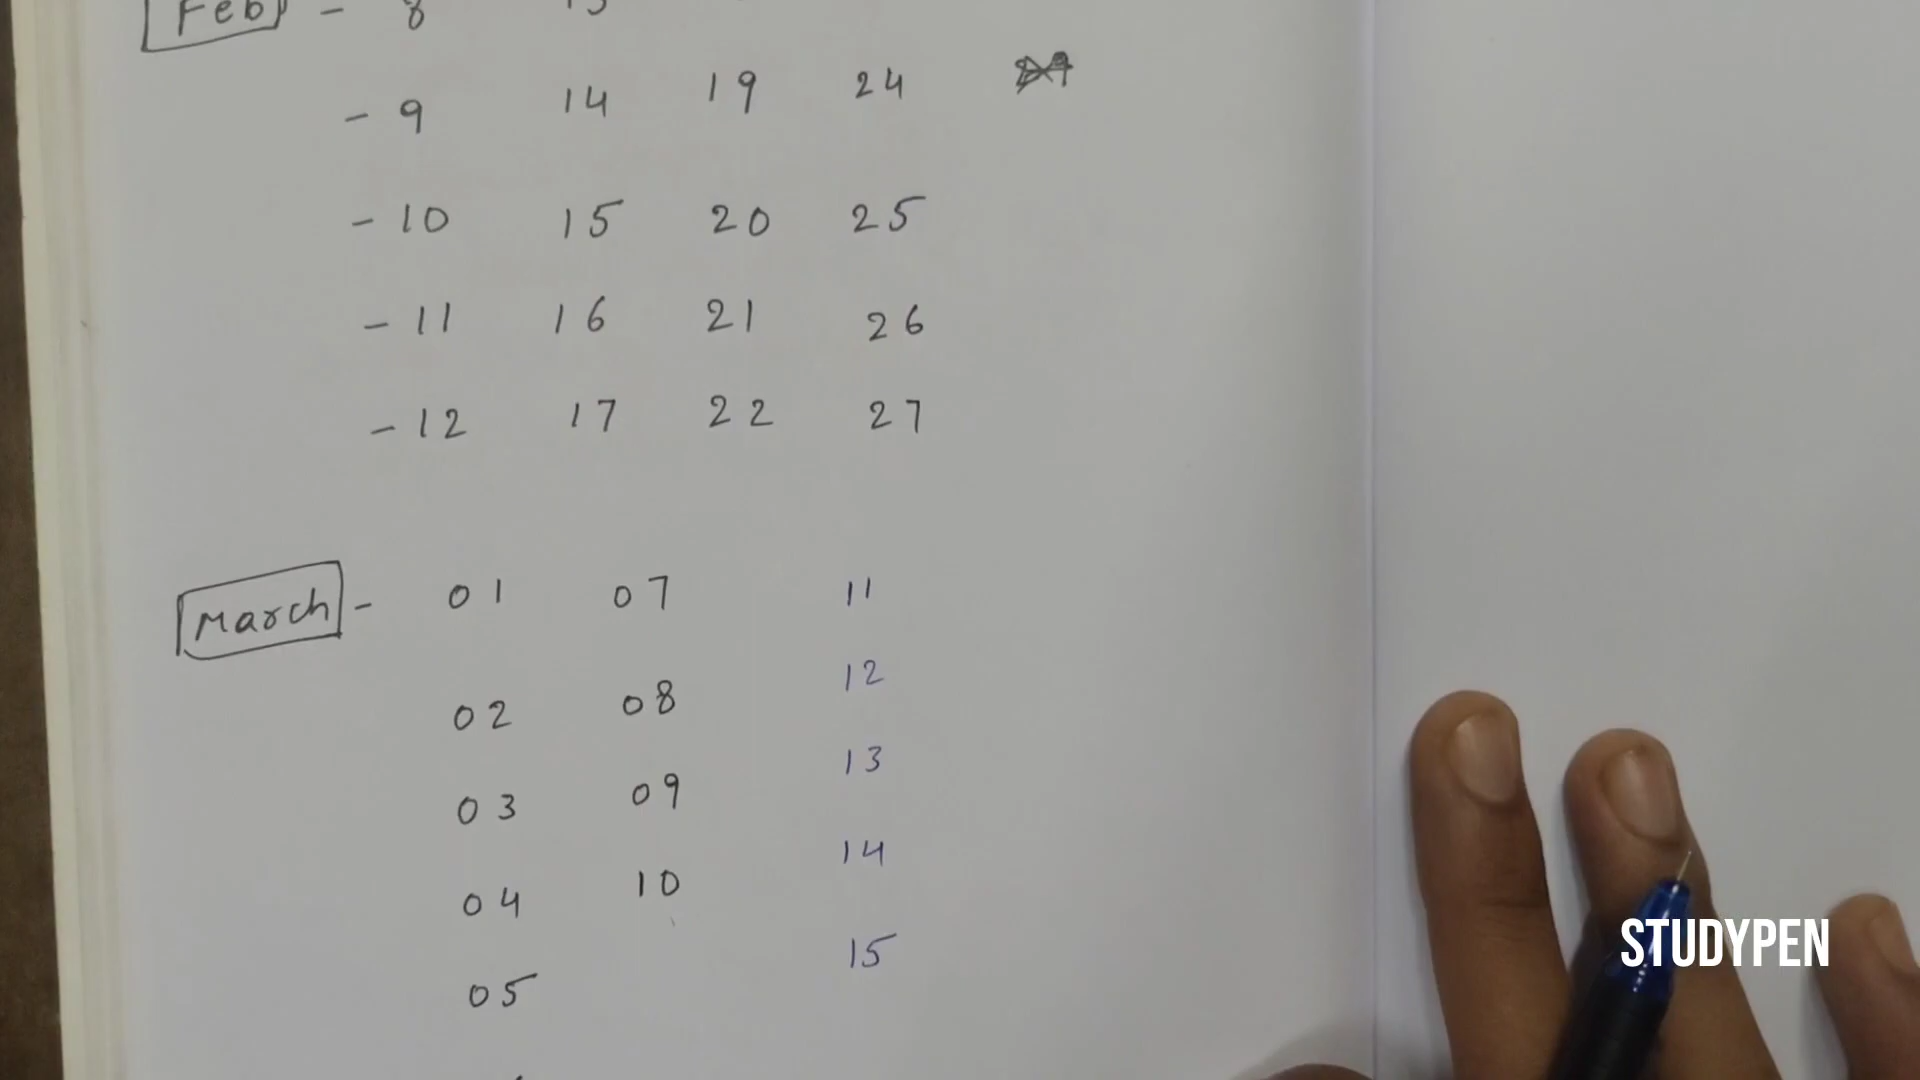 Feb - 8 13
- 9 14 19 24
- 10 15 20 25
- 11 16 21 26
- 12 17 22 27
March - 01 07 11
02 08 12
03 09 13
04 10 14
05 15
STUDYPEN